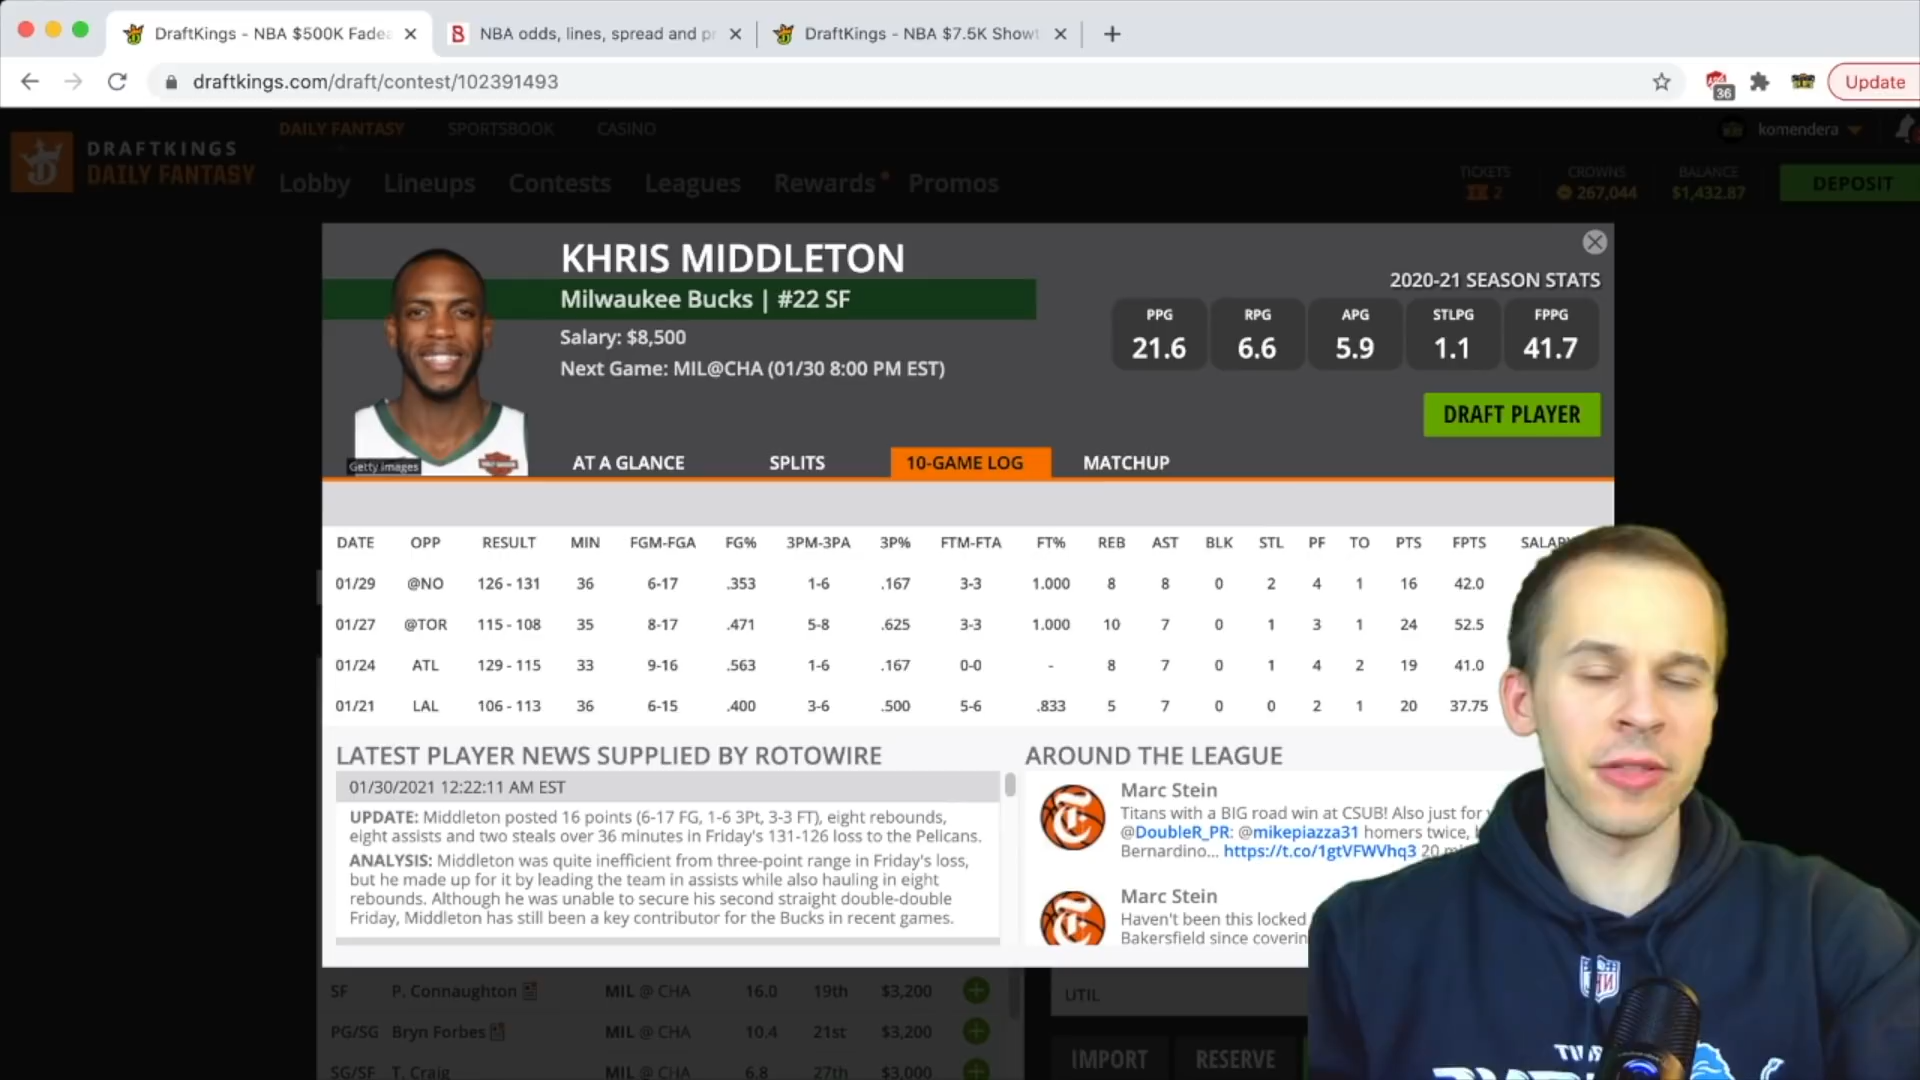 DraftKings - NBA $500K Fadea
NBA odds, lines, spread and pr
DraftKings - NBA $7.5K Showt
draftkings.com/draft/contest/102391493
36
Update
DRAFTKINGS
DAILY FANTASY
DAILY FANTASY SPORTSBOOK CASINO
komendera
Lobby Lineups Contests Leagues Rewards Promos
TICKETS
2
CROWNS
267,044
BALANCE
$1,432.87
DEPOSIT
KHRIS MIDDLETON
Milwaukee Bucks | #22 SF
Salary: $8,500
Next Game: MIL@CHA (01/30 8:00 PM EST)
Getty Images
2020-21 SEASON STATS
PPG RPG APG STLPG FPPG
21.6 6.6 5.9 1.1 41.7
DRAFT PLAYER
AT A GLANCE SPLITS 10-GAME LOG MATCHUP
DATE OPP RESULT MIN FGM-FGA FG% 3PM-3PA 3P% FTM-FTA FT% REB AST BLK STL PF TO PTS FPTS SALARY
01/29 @NO 126 - 131 36 6-17 .353 1-6 .167 3-3 1.000 8 8 0 2 4 1 16 42.0
01/27 @TOR 115 - 108 35 8-17 .471 5-8 .625 3-3 1.000 10 7 0 1 3 1 24 52.5
01/24 ATL 129 - 115 33 9-16 .563 1-6 .167 0-0 - 8 7 0 1 4 2 19 41.0
01/21 LAL 106 - 113 36 6-15 .400 3-6 .500 5-6 .833 5 7 0 0 2 1 20 37.75
LATEST PLAYER NEWS SUPPLIED BY ROTOWIRE
01/30/2021 12:22:11 AM EST
UPDATE: Middleton posted 16 points (6-17 FG, 1-6 3Pt, 3-3 FT), eight rebounds,
eight assists and two steals over 36 minutes in Friday's 131-126 loss to the Pelicans.
ANALYSIS: Middleton was quite inefficient from three-point range in Friday's loss,
but he made up for it by leading the team in assists while also hauling in eight
rebounds. Although he was unable to secure his second straight double-double
Friday, Middleton has still been a key contributor for the Bucks in recent games.
AROUND THE LEAGUE
Marc Stein
Titans with a BIG road win at CSUB! Also just for
@DoubleR_PR: @mikepiazza31 homers twice,
Bernardino... https://t.co/1gtVFWVhq3 20
Marc Stein
Haven't been this locked
Bakersfield since coverin
SF P. Connaughton MIL @ CHA 16.0 19th $3,200
PG/SG Bryn Forbes MIL @ CHA 10.4 21st $3,200
SG/SF T. Craig MIL @ CHA 6.8 27th $3,000
UTIL
IMPORT RESERVE